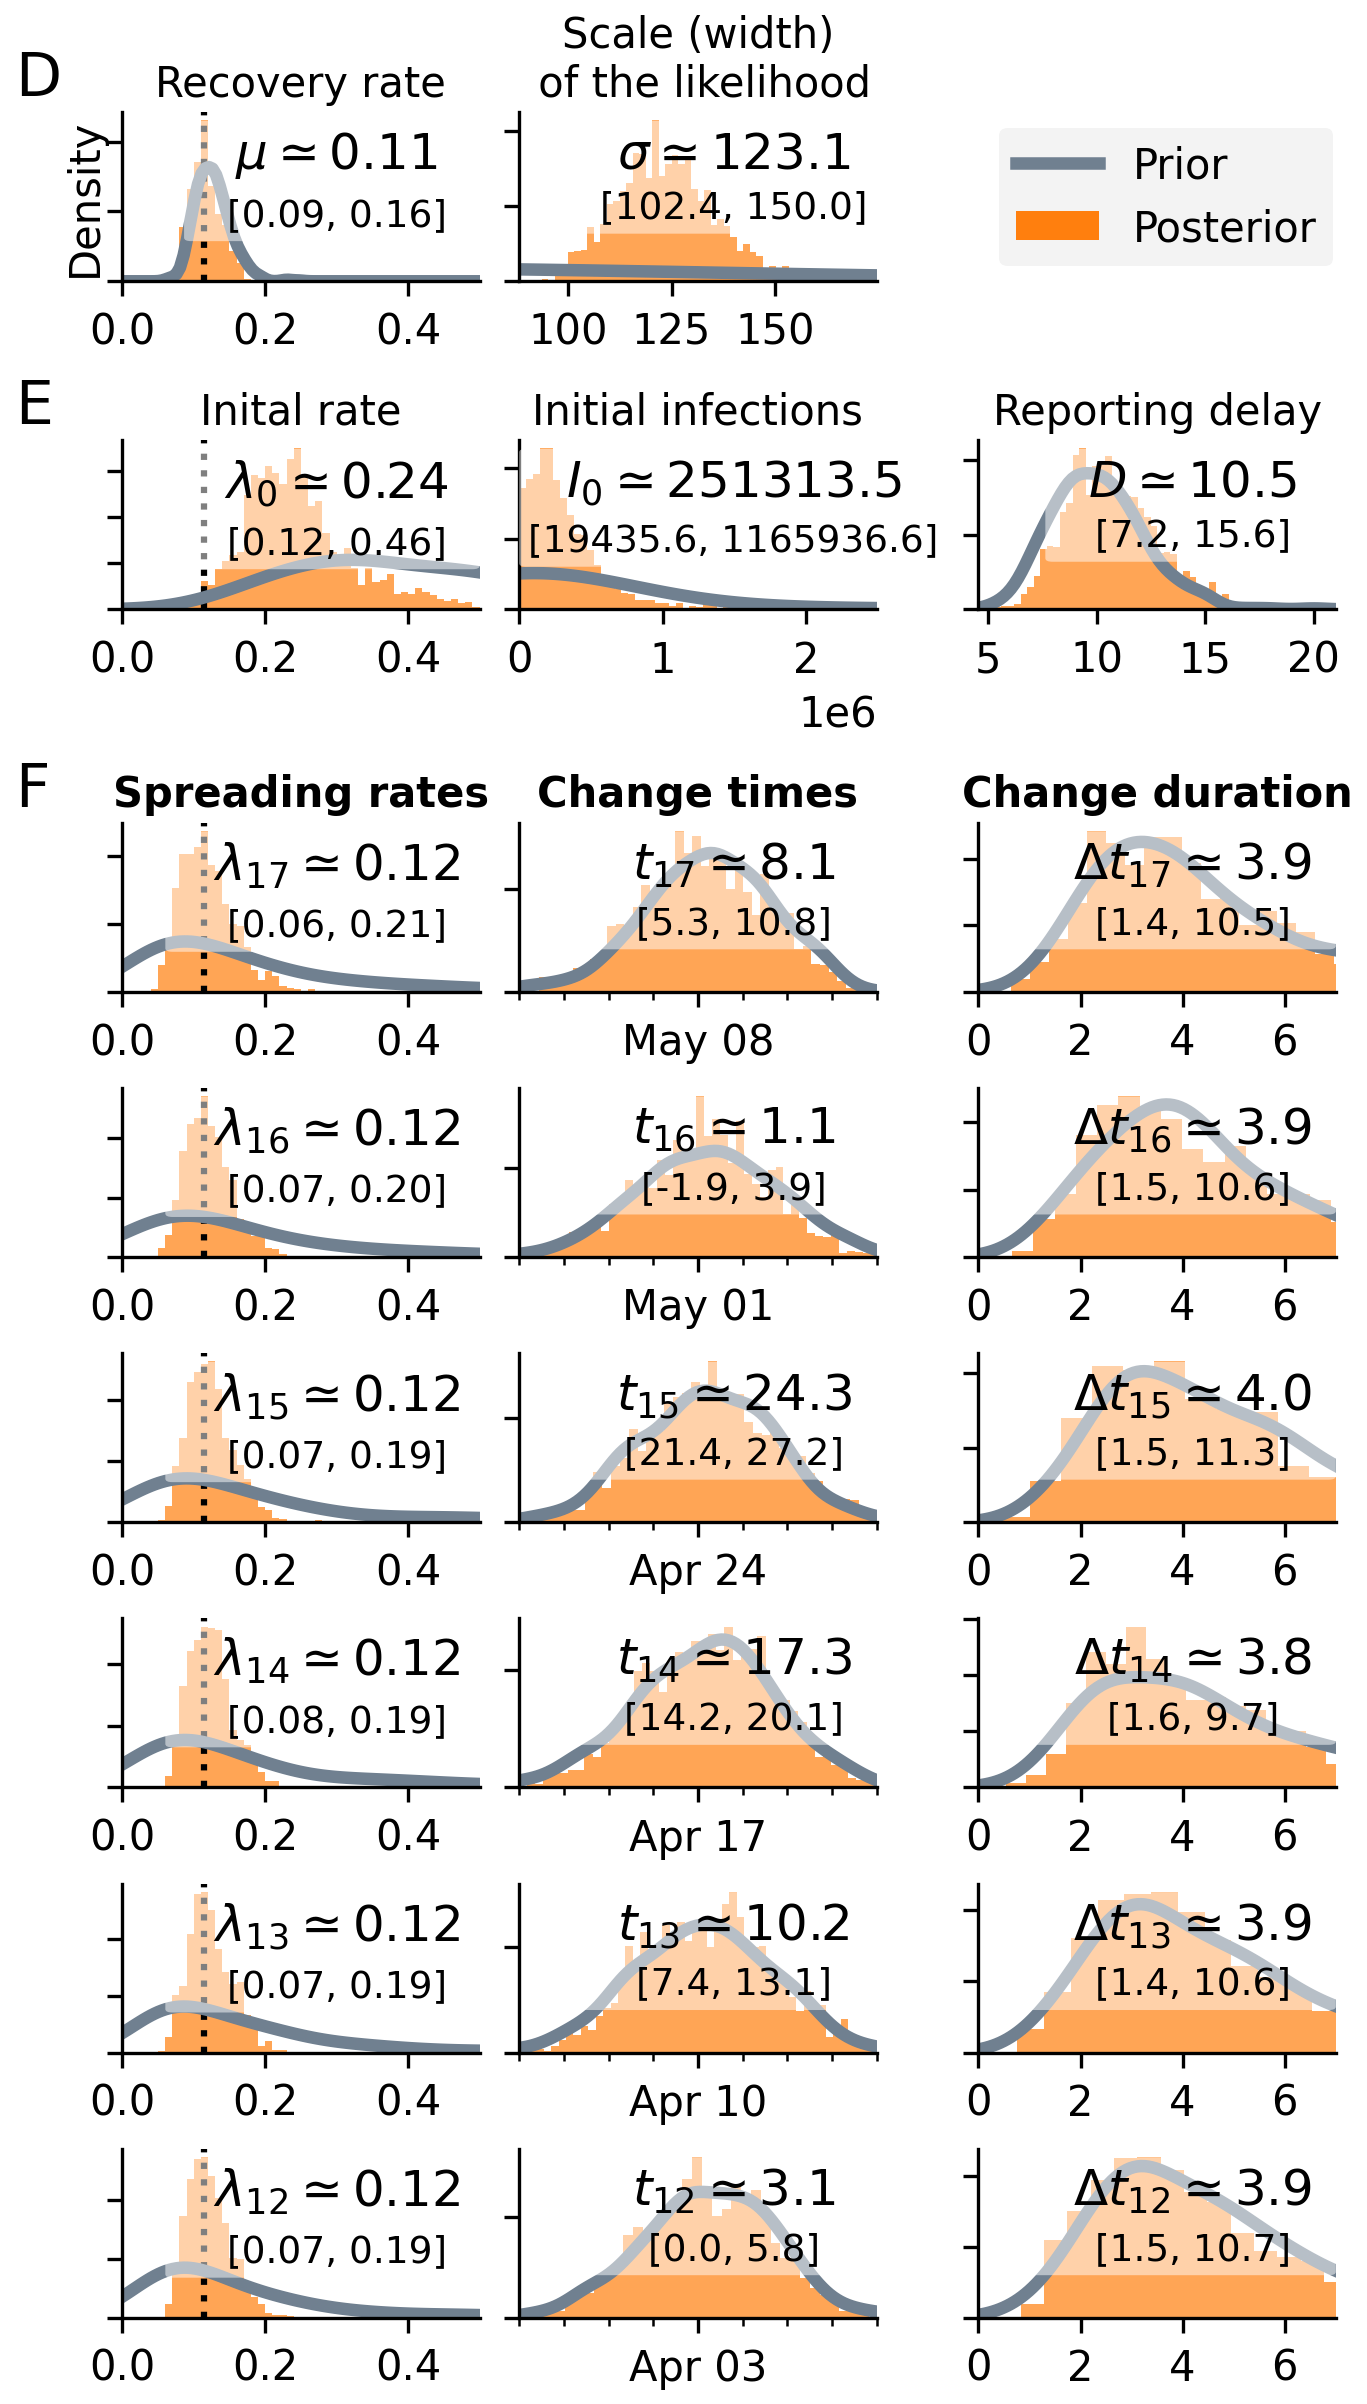 D
Recovery rate
Density
μ ≃ 0.11
[0.09, 0.16]
0.0 0.2 0.4
Scale (width)
of the likelihood
σ ≃ 123.1
[102.4, 150.0]
100 125 150
Prior
Posterior
E
Inital rate
λ0 ≃ 0.24
[0.12, 0.46]
0.0 0.2 0.4
Initial infections
I0 ≃ 251313.5
[19435.6, 1165936.6]
0 1 2
1e6
Reporting delay
D ≃ 10.5
[7.2, 15.6]
5 10 15 20
F
Spreading rates Change times Change duration
λ17 ≃ 0.12
[0.06, 0.21]
0.0 0.2 0.4
t17 ≃ 8.1
[5.3, 10.8]
May 08
Δt17 ≃ 3.9
[1.4, 10.5]
0 2 4 6
λ16 ≃ 0.12
[0.07, 0.20]
0.0 0.2 0.4
t16 ≃ 1.1
[-1.9, 3.9]
May 01
Δt16 ≃ 3.9
[1.5, 10.6]
0 2 4 6
λ15 ≃ 0.12
[0.07, 0.19]
0.0 0.2 0.4
t15 ≃ 24.3
[21.4, 27.2]
Apr 24
Δt15 ≃ 4.0
[1.5, 11.3]
0 2 4 6
λ14 ≃ 0.12
[0.08, 0.19]
0.0 0.2 0.4
t14 ≃ 17.3
[14.2, 20.1]
Apr 17
Δt14 ≃ 3.8
[1.6, 9.7]
0 2 4 6
λ13 ≃ 0.12
[0.07, 0.19]
0.0 0.2 0.4
t13 ≃ 10.2
[7.4, 13.1]
Apr 10
Δt13 ≃ 3.9
[1.4, 10.6]
0 2 4 6
λ12 ≃ 0.12
[0.07, 0.19]
0.0 0.2 0.4
t12 ≃ 3.1
[0.0, 5.8]
Apr 03
Δt12 ≃ 3.9
[1.5, 10.7]
0 2 4 6